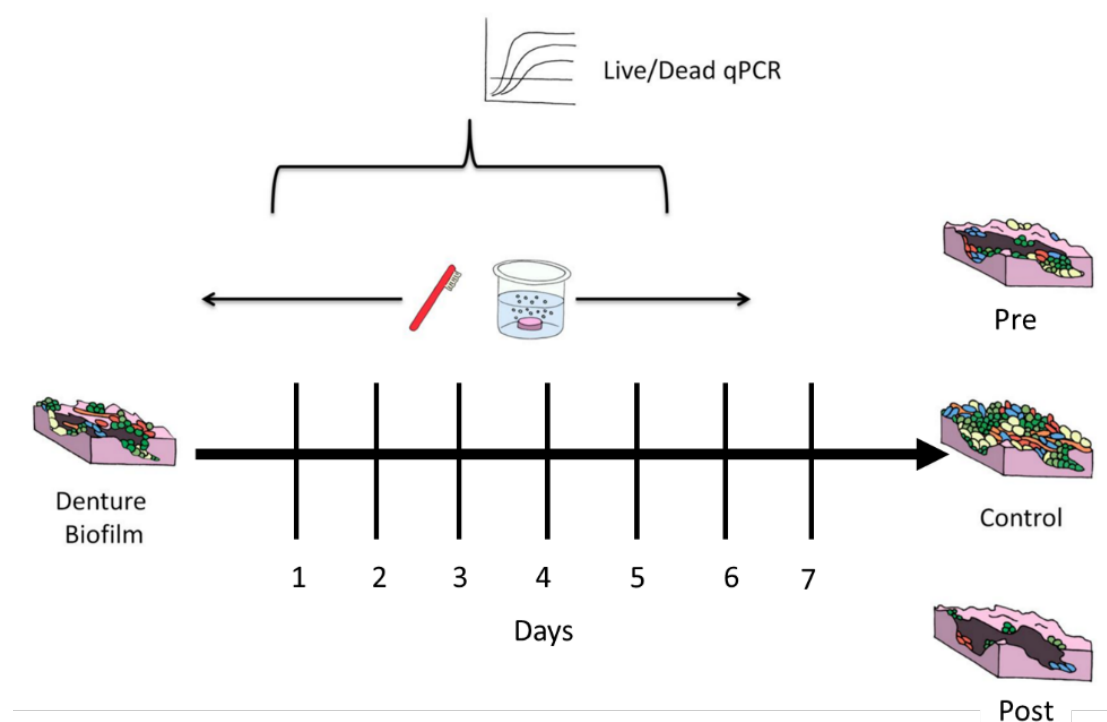 Live/Dead qPCR
Pre
Denture
Biofilm
Control
1 2 3 4 5 6 7
Days
Post